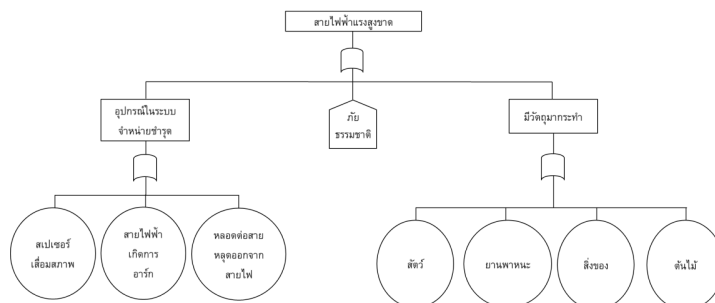 สายไฟฟ้าแรงสูงขาด
อุปกรณ์ในระบบ
จำหน่ายชำรุด
ภัย
ธรรมชาติ
มีวัตถุมากระทำ
สเปเซอร์
เสื่อมสภาพ
สายไฟฟ้า
เกิดการ
อาร์ก
หลอดต่อสาย
หลุดออกจาก
สายไฟ
สัตว์
ยานพาหนะ
สิ่งของ
ต้นไม้